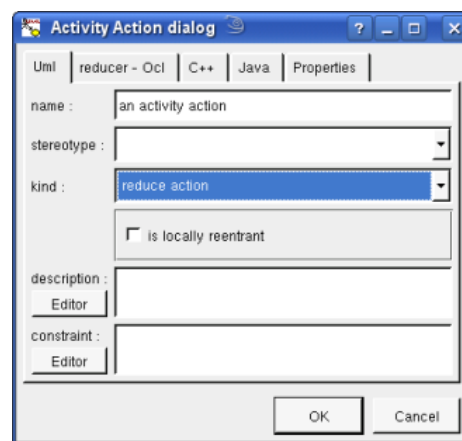 Activity Action dialog
Uml reducer - Ocl C++ Java Properties
name : an activity action
stereotype :
kind : reduce action
is locally reentrant
description :
Editor
constraint :
Editor
OK Cancel